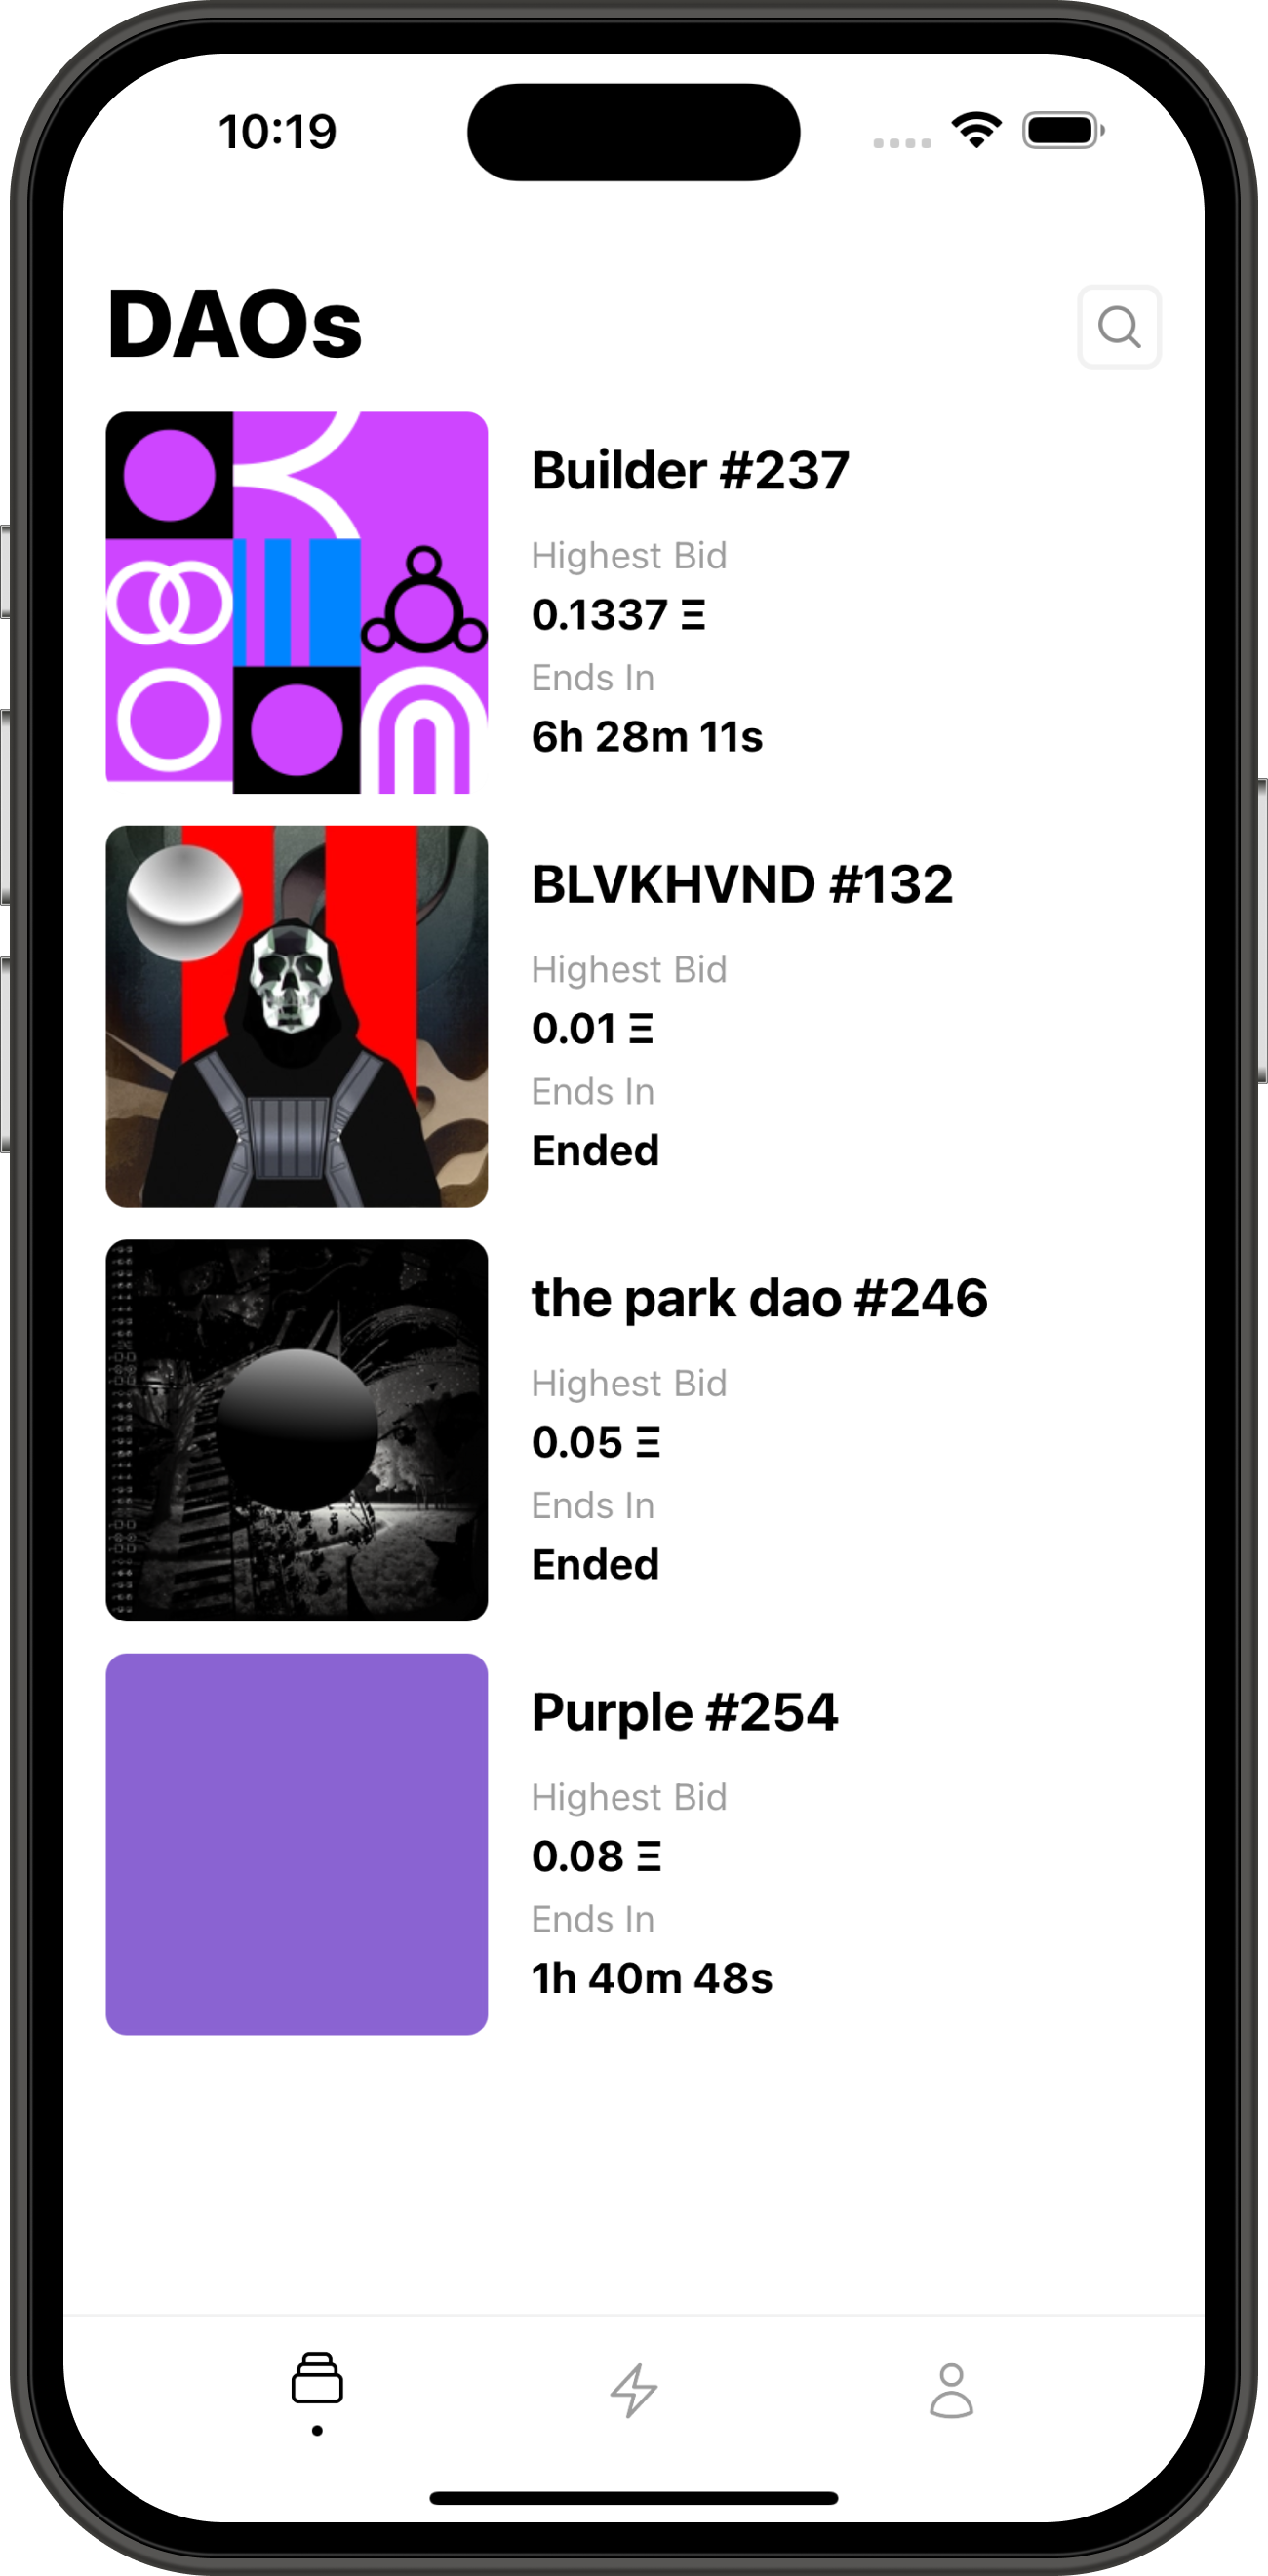 10:19
DAOs
Builder #237
Highest Bid
0.1337 Ξ
Ends In
6h 28m 11s
BLVKHVND #132
Highest Bid
0.01 Ξ
Ends In
Ended
the park dao #246
Highest Bid
0.05 Ξ
Ends In
Ended
Purple #254
Highest Bid
0.08 Ξ
Ends In
1h 40m 48s